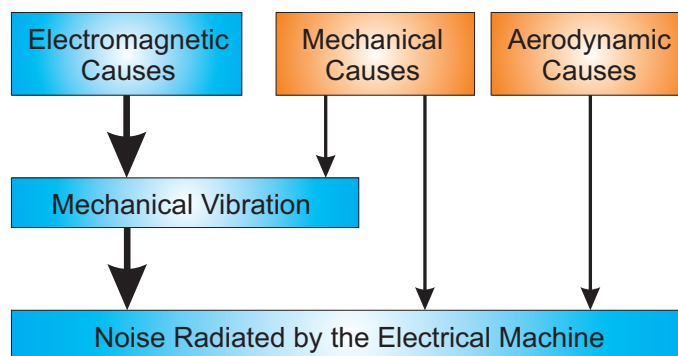 Electromagnetic
Causes
Mechanical
Causes
Aerodynamic
Causes
Mechanical Vibration
Noise Radiated by the Electrical Machine